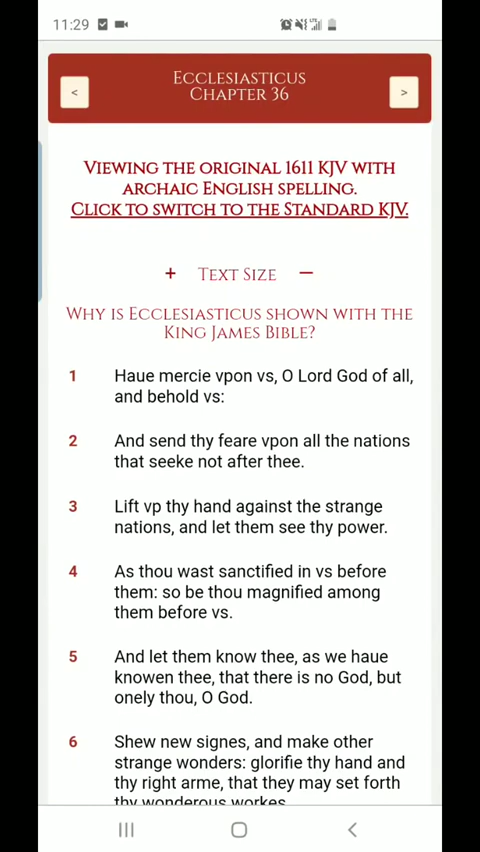 11:29
Ecclesiasticus
Chapter 36
<
>
Viewing the original 1611 KJV with
archaic English spelling.
Click to switch to the Standard KJV.
+ Text Size −
Why is Ecclesiasticus shown with the
King James Bible?
1 Haue mercie vpon vs, O Lord God of all,
and behold vs:
2 And send thy feare vpon all the nations
that seeke not after thee.
3 Lift vp thy hand against the strange
nations, and let them see thy power.
4 As thou wast sanctified in vs before
them: so be thou magnified among
them before vs.
5 And let them know thee, as we haue
knowen thee, that there is no God, but
onely thou, O God.
6 Shew new signes, and make other
strange wonders: glorifie thy hand and
thy right arme, that they may set forth
thy wonderous workes.